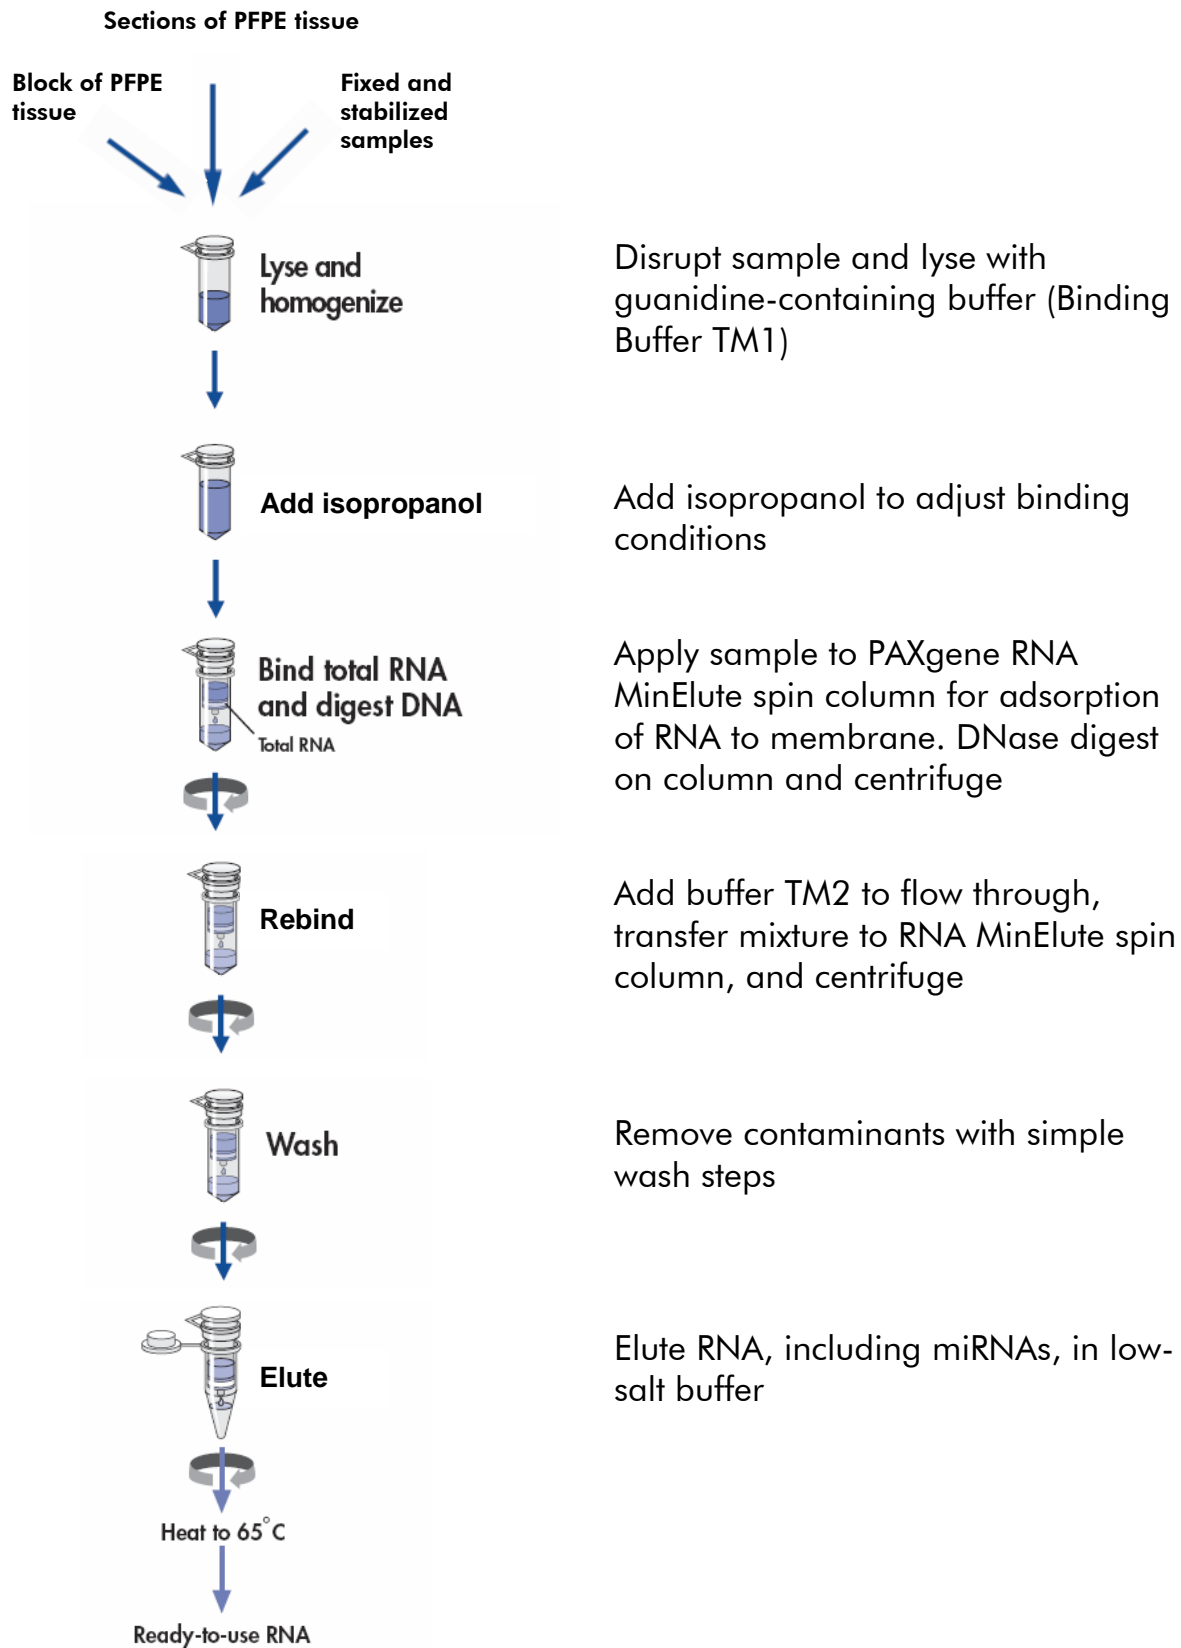 Sections of PFPE tissue
Block of PFPE
tissue
Fixed and
stabilized
samples
Lyse and
homogenize
Disrupt sample and lyse with
guanidine-containing buffer (Binding
Buffer TM1)
Add isopropanol
Add isopropanol to adjust binding
conditions
Bind total RNA
and digest DNA
Total RNA
Apply sample to PAXgene RNA
MinElute spin column for adsorption
of RNA to membrane. DNase digest
on column and centrifuge
Rebind
Add buffer TM2 to flow through,
transfer mixture to RNA MinElute spin
column, and centrifuge
Wash
Remove contaminants with simple
wash steps
Elute
Elute RNA, including miRNAs, in low-
salt buffer
Heat to 65°C
Ready-to-use RNA